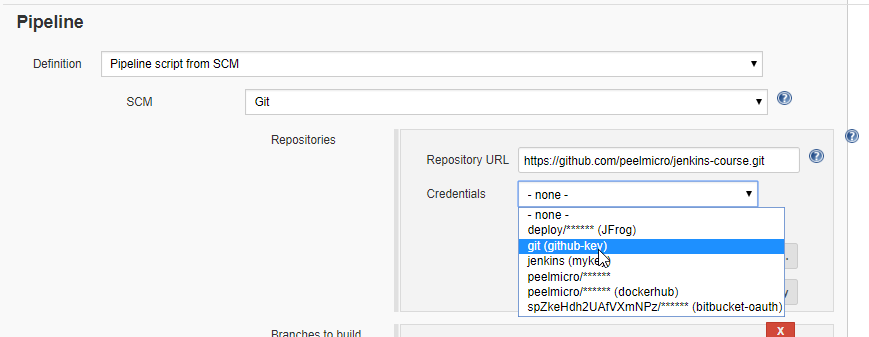 Pipeline
Definition
Pipeline script from SCM
SCM
Git
Repositories
Repository URL
https://github.com/peelmicro/jenkins-course.git
Credentials
- none -
- none -
deploy/****** (JFrog)
git (github-key)
jenkins (myke
peelmicro/******
peelmicro/****** (dockerhub)
spZkeHdh2UAfVXmNPz/****** (bitbucket-oauth)
Branches to build
X